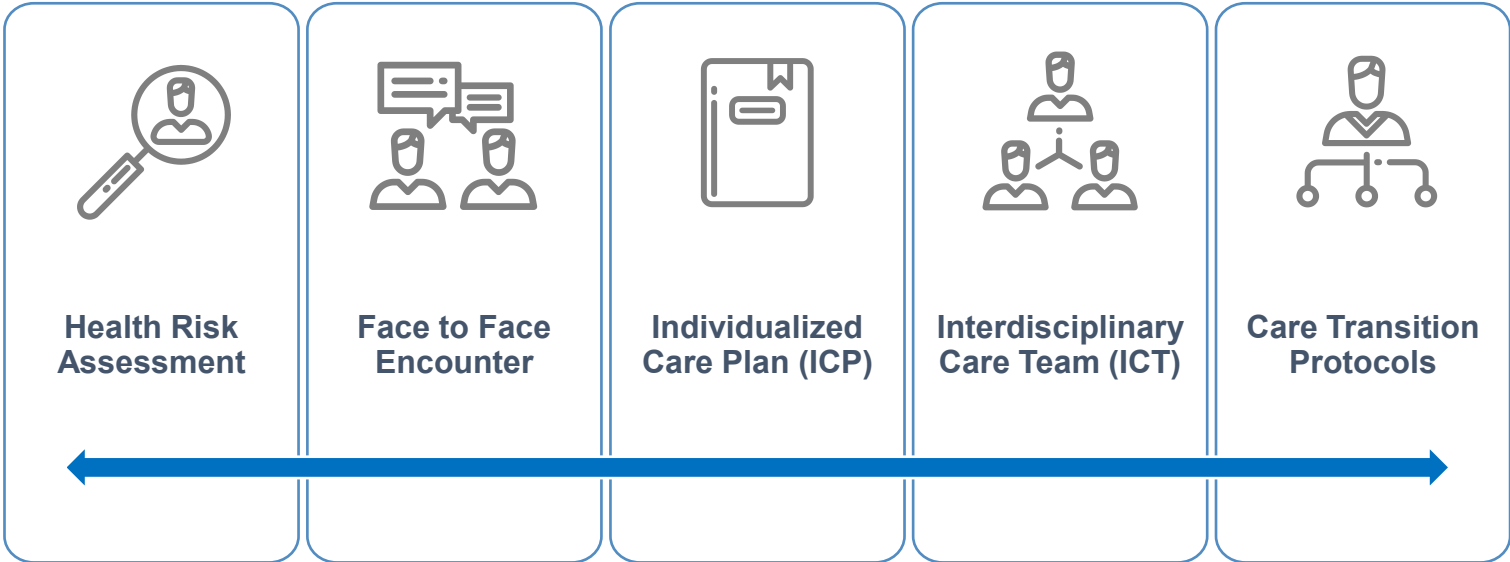 Health Risk
Assessment
Face to Face
Encounter
Individualized
Care Plan (ICP)
Interdisciplinary
Care Team (ICT)
Care Transition
Protocols